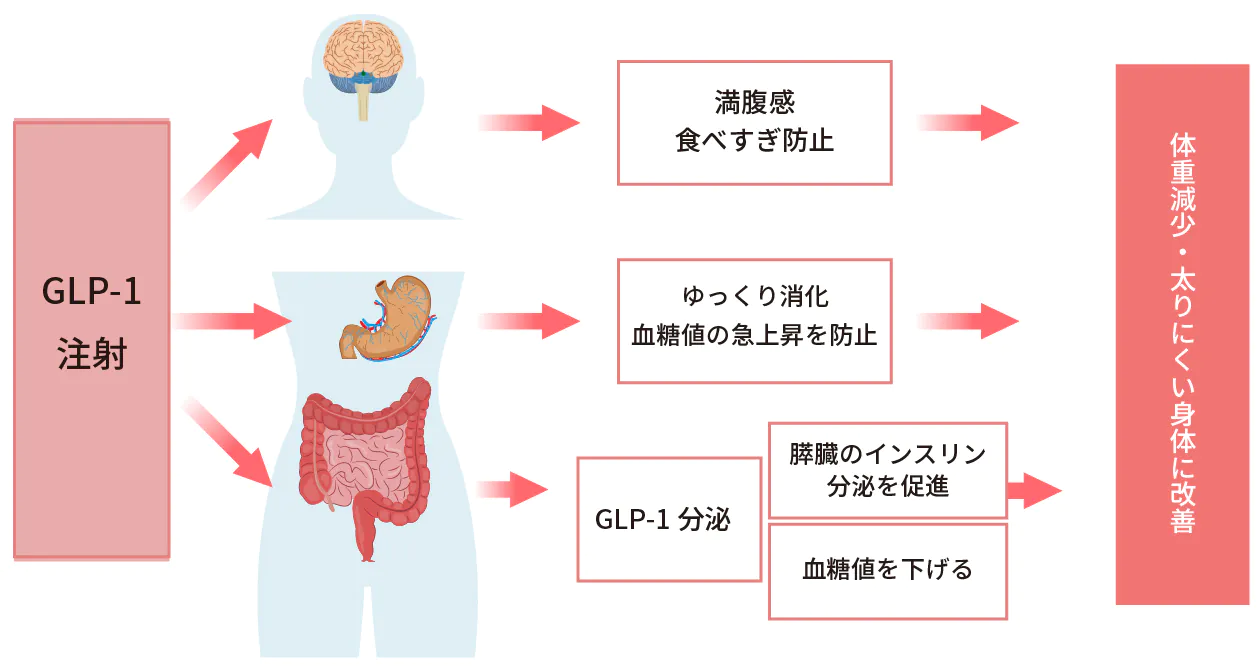 GLP-1
注射
満腹感
食べすぎ防止
ゆっくり消化
血糖値の急上昇を防止
GLP-1 分泌
膵臓のインスリン
分泌を促進
血糖値を下げる
体重減少・太りにくい身体に改善